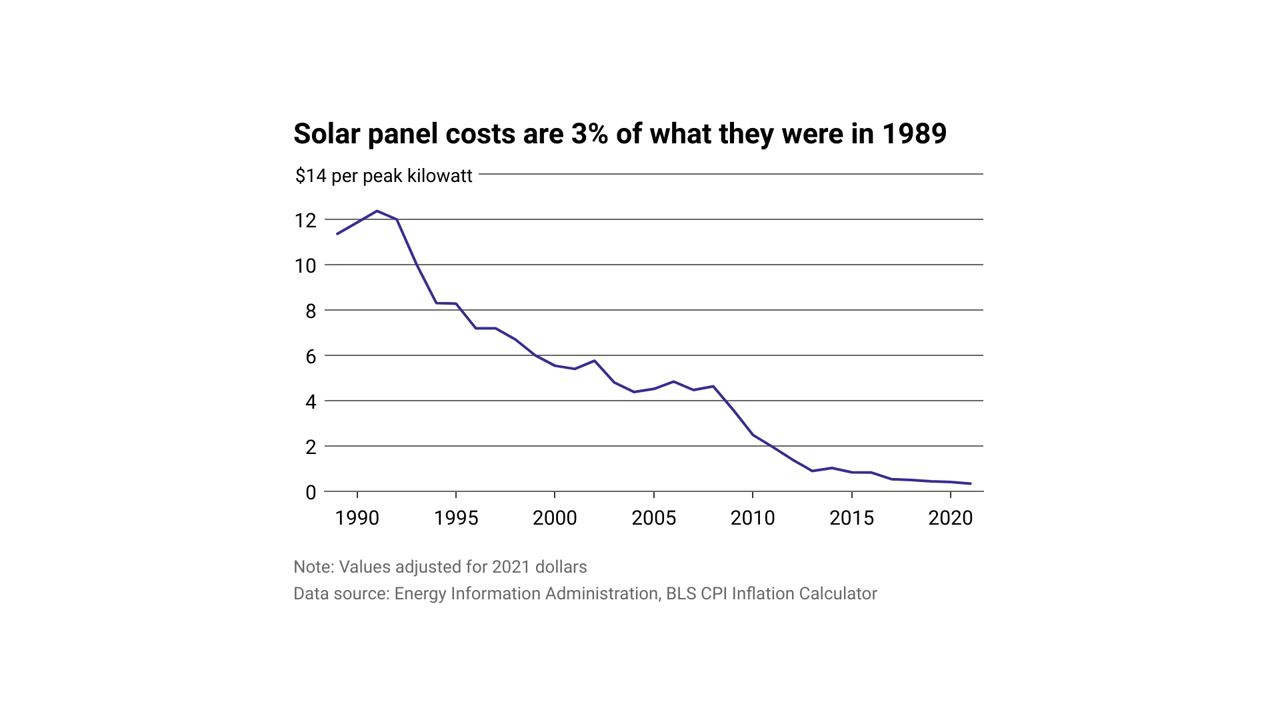 Solar panel costs are 3% of what they were in 1989
$14 per peak kilowatt
12
10
8
6
4
2
0
1990 1995 2000 2005 2010 2015 2020
Note: Values adjusted for 2021 dollars
Data source: Energy Information Administration, BLS CPI Inflation Calculator